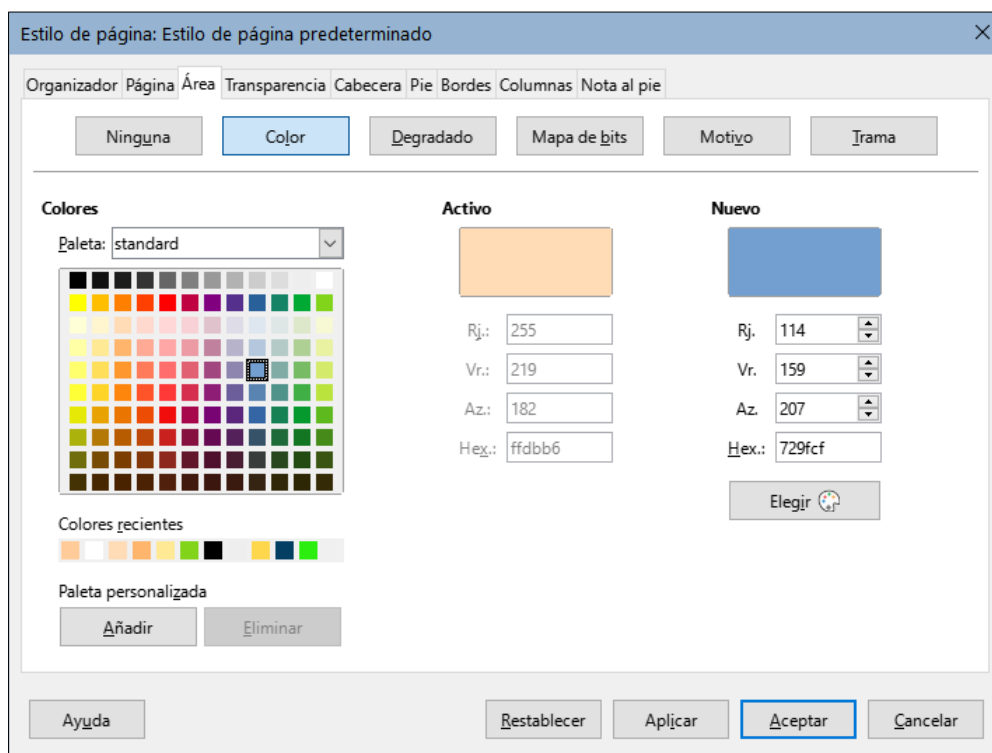 Estilo de página: Estilo de página predeterminado
Organizador Página Área Transparencia Cabecera Pie Bordes Columnas Nota al pie
Ninguna Color Degradado Mapa de bits Motivo Trama
Colores Activo Nuevo
Paleta: standard
Rj.: 255 Rj. 114
Vr.: 219 Vr. 159
Az.: 182 Az. 207
Hex.: ffdbb6 Hex.: 729fcf
Elegir
Colores recientes
Paleta personalizada
Añadir Eliminar
Ayuda Restablecer Aplicar Aceptar Cancelar